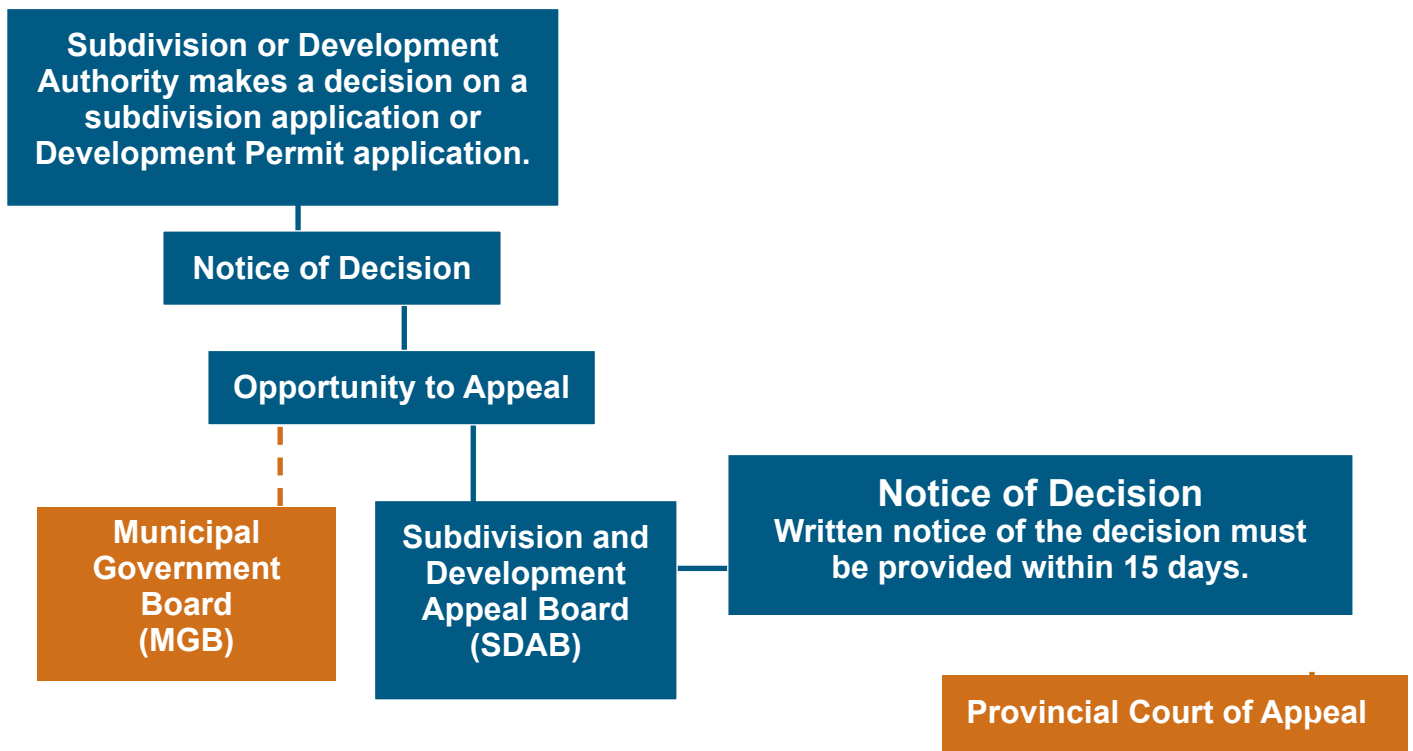 Subdivision or Development
Authority makes a decision on a
subdivision application or
Development Permit application.
Notice of Decision
Opportunity to Appeal
Municipal
Government
Board
(MGB)
Subdivision and
Development
Appeal Board
(SDAB)
Notice of Decision
Written notice of the decision must
be provided within 15 days.
Provincial Court of Appeal